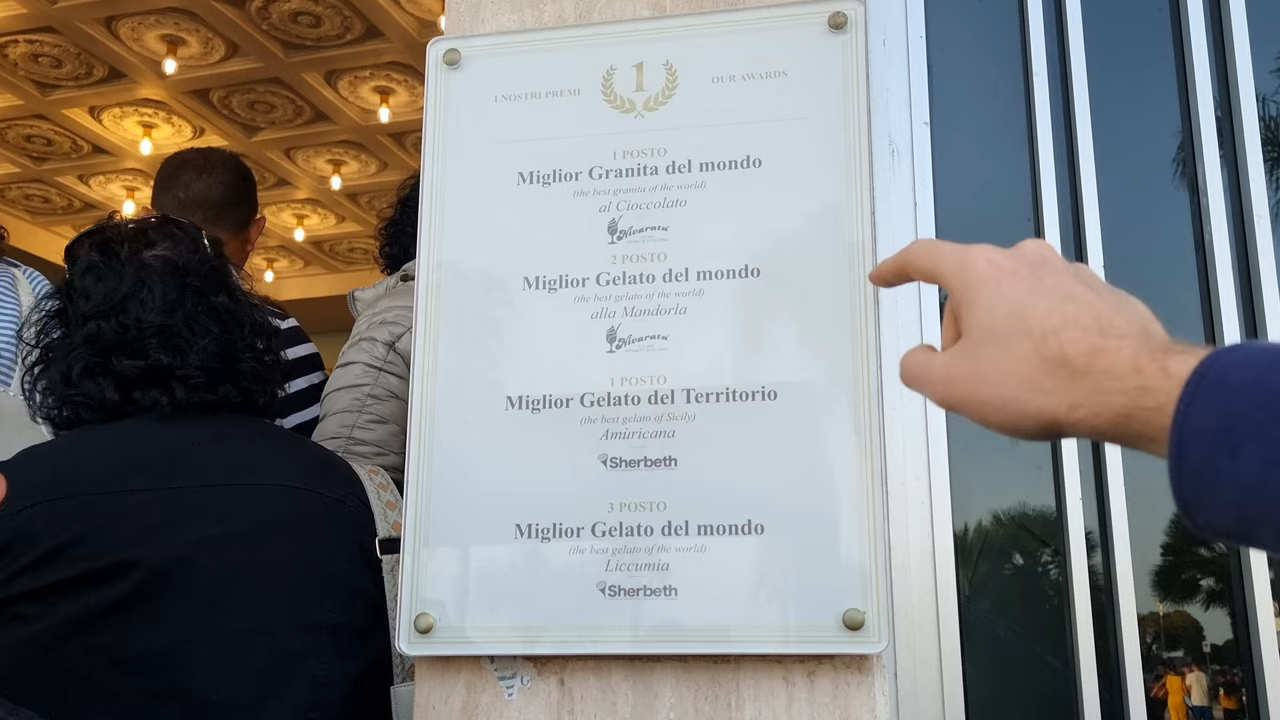 I NOSTRI PREMI
1
OUR AWARDS
1 POSTO
Miglior Granita del mondo
(the best granita of the world)
al Cioccolato
Nivarata
2 POSTO
Miglior Gelato del mondo
(the best gelato of the world)
alla Mandorla
Nivarata
1 POSTO
Miglior Gelato del Territorio
(the best gelato of Sicily)
Amùricana
Sherbeth
3 POSTO
Miglior Gelato del mondo
(the best gelato of the world)
Liccumia
Sherbeth